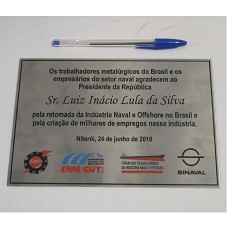 Os trabalhadores metalúrgicos do Brasil e os
empresários do setor naval agradecem ao
Presidente da República
Sr. Luiz Inácio Lula da Silva
pela retomada da Indústria Naval e Offshore no Brasil e
pela criação de milhares de empregos nessa indústria.
Niterói, 24 de junho de 2010
CNM/CUT
SINAVAL